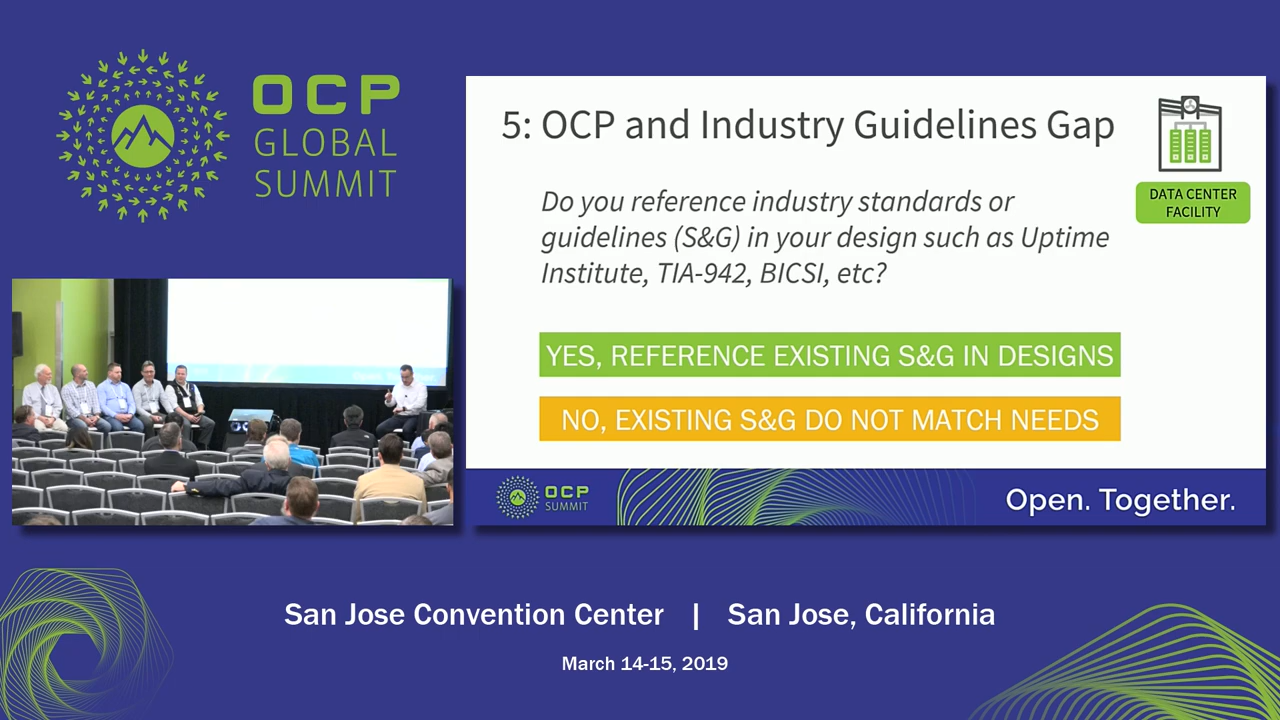 OCP
GLOBAL
SUMMIT
5: OCP and Industry Guidelines Gap
DATA CENTER
FACILITY
Do you reference industry standards or
guidelines (S&G) in your design such as Uptime
Institute, TIA-942, BICSI, etc?
YES, REFERENCE EXISTING S&G IN DESIGNS
NO, EXISTING S&G DO NOT MATCH NEEDS
OCP
SUMMIT
Open. Together.
San Jose Convention Center | San Jose, California
March 14-15, 2019